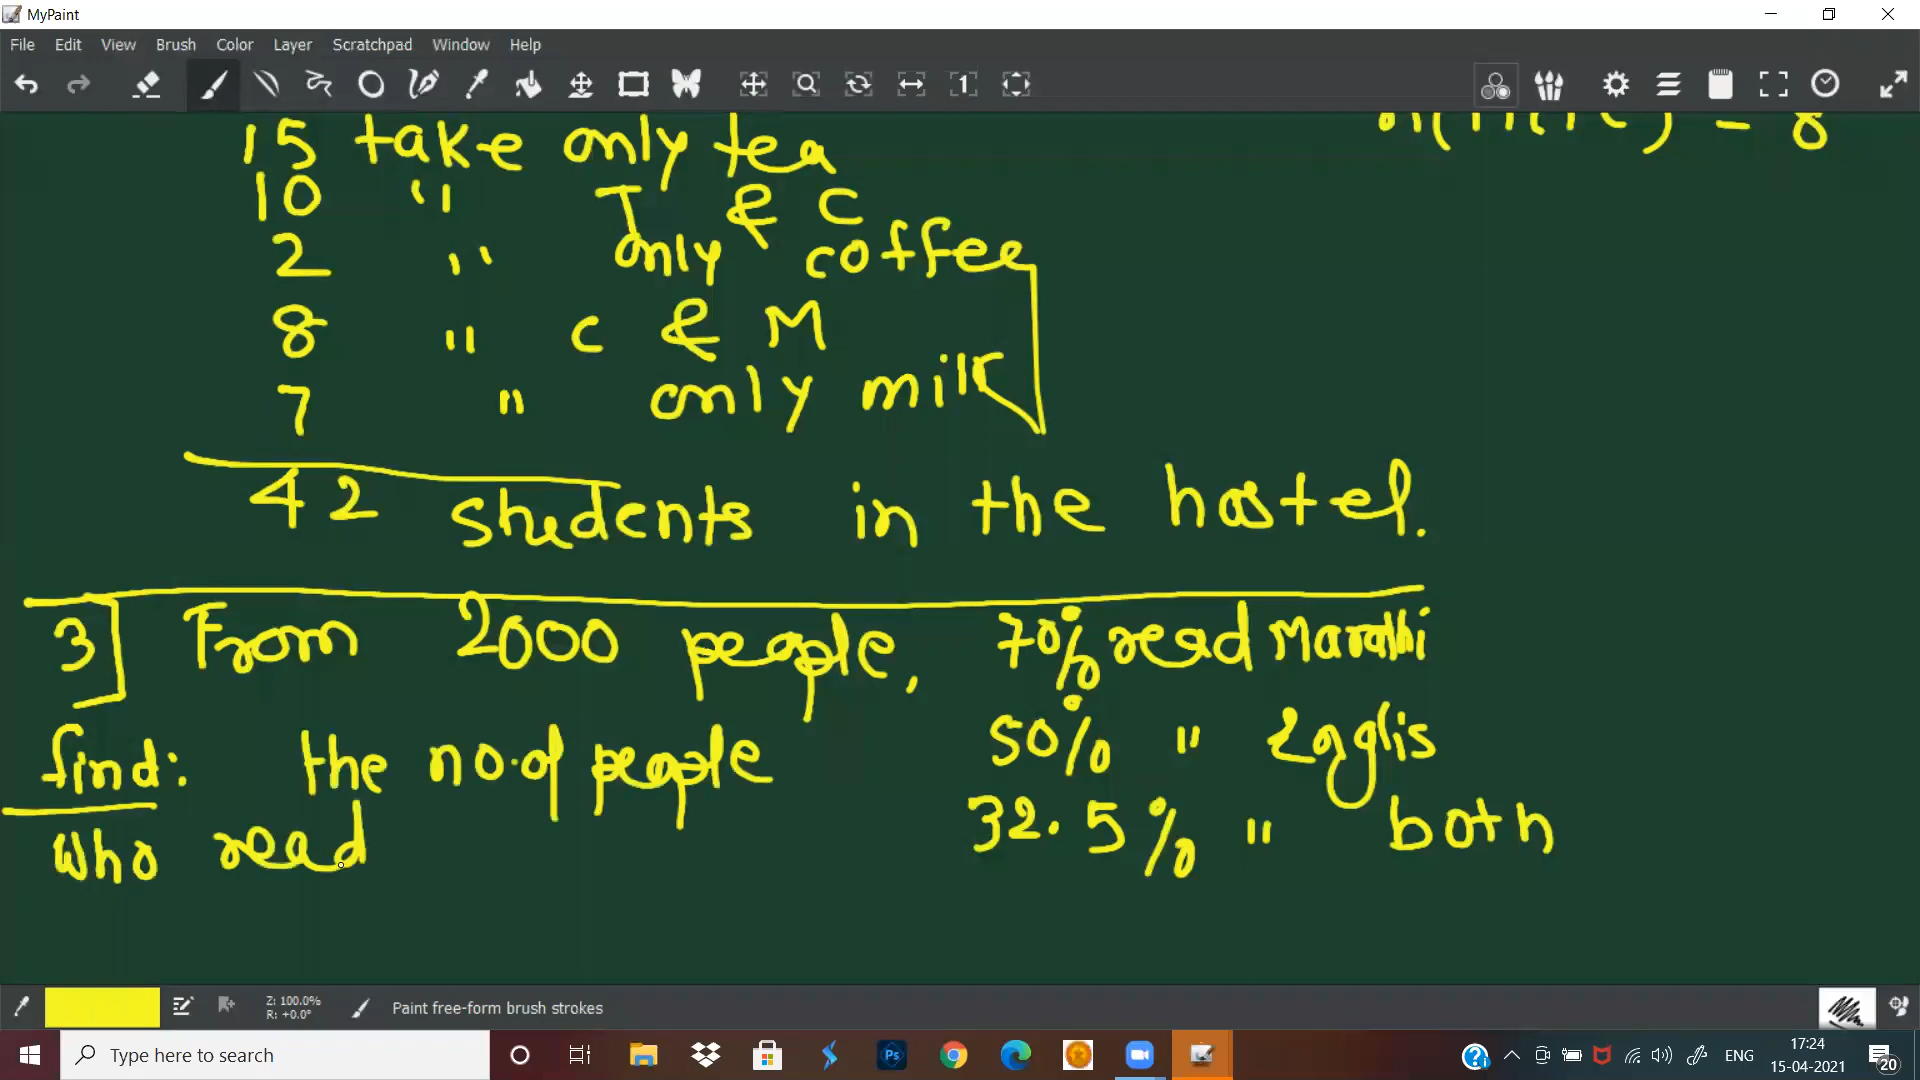 MyPaint
File Edit View Brush Color Layer Scratchpad Window Help
15 take only tea
= 8
10 " T & C
2 " only coffee
8 " C & M
7 " only milk
42 students in the hostel.
3] From 2000 people, 70% read Marathi
find: the no. of people 50% " Egglis
who read 32.5% " both
Z: 100.0%
R: +0.0°
Paint free-form brush strokes
Type here to search
Ps
ENG
17:24
15-04-2021
20